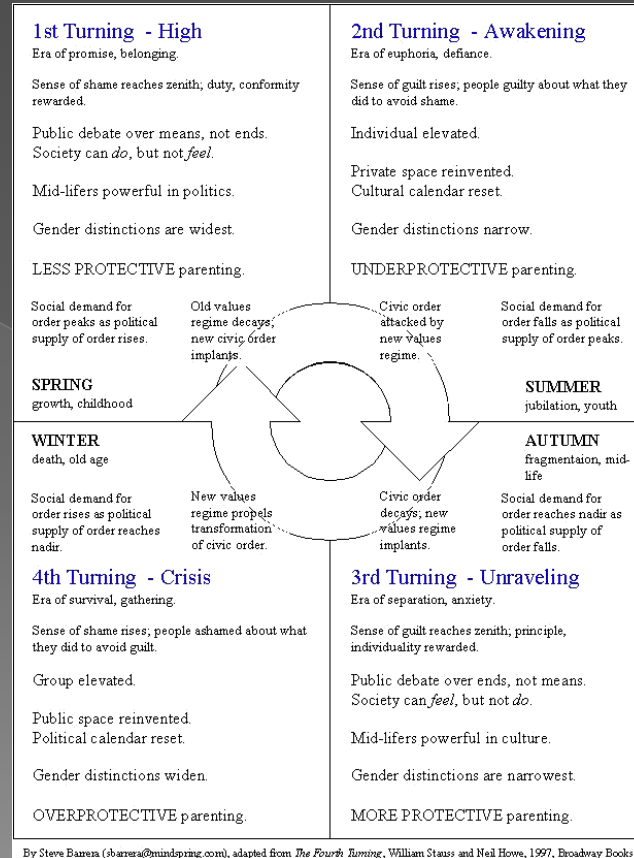 1st Turning - High
Era of promise, belonging.
Sense of shame reaches zenith; duty, conformity
rewarded.
Public debate over means, not ends.
Society can do, but not feel.
Mid-lifers powerful in politics.
Gender distinctions are widest.
LESS PROTECTIVE parenting.
Social demand for
order peaks as political
supply of order rises.
Old values
regime decays;
new civic order
implants.
SPRING
growth, childhood
2nd Turning - Awakening
Era of euphoria, defiance.
Sense of guilt rises; people guilty about what they
did to avoid shame.
Individual elevated.
Private space reinvented.
Cultural calendar reset.
Gender distinctions narrow.
UNDERPROTECTIVE parenting.
Civic order
attacked by
new values
regime.
Social demand for
order falls as political
supply of order peaks.
SUMMER
jubilation, youth
WINTER
death, old age
Social demand for
order rises as political
supply of order reaches
nadir.
New values
regime propels
transformation
of civic order.
4th Turning - Crisis
Era of survival, gathering.
Sense of shame rises; people ashamed about what
they did to avoid guilt.
Group elevated.
Public space reinvented.
Political calendar reset.
Gender distinctions widen.
OVERPROTECTIVE parenting.
AUTUMN
fragmentaion, mid-
life
Civic order
decays; new
values regime
implants.
Social demand for
order reaches nadir as
political supply of
order falls.
3rd Turning - Unraveling
Era of separation, anxiety.
Sense of guilt reaches zenith; principle,
individuality rewarded.
Public debate over ends, not means.
Society can feel, but not do.
Mid-lifers powerful in culture.
Gender distinctions are narrowest.
MORE PROTECTIVE parenting.
By Steve Barrera (sbarrera@mindspring.com), adapted from The Fourth Turning, William Stauss and Neil Howe, 1997, Broadway Books